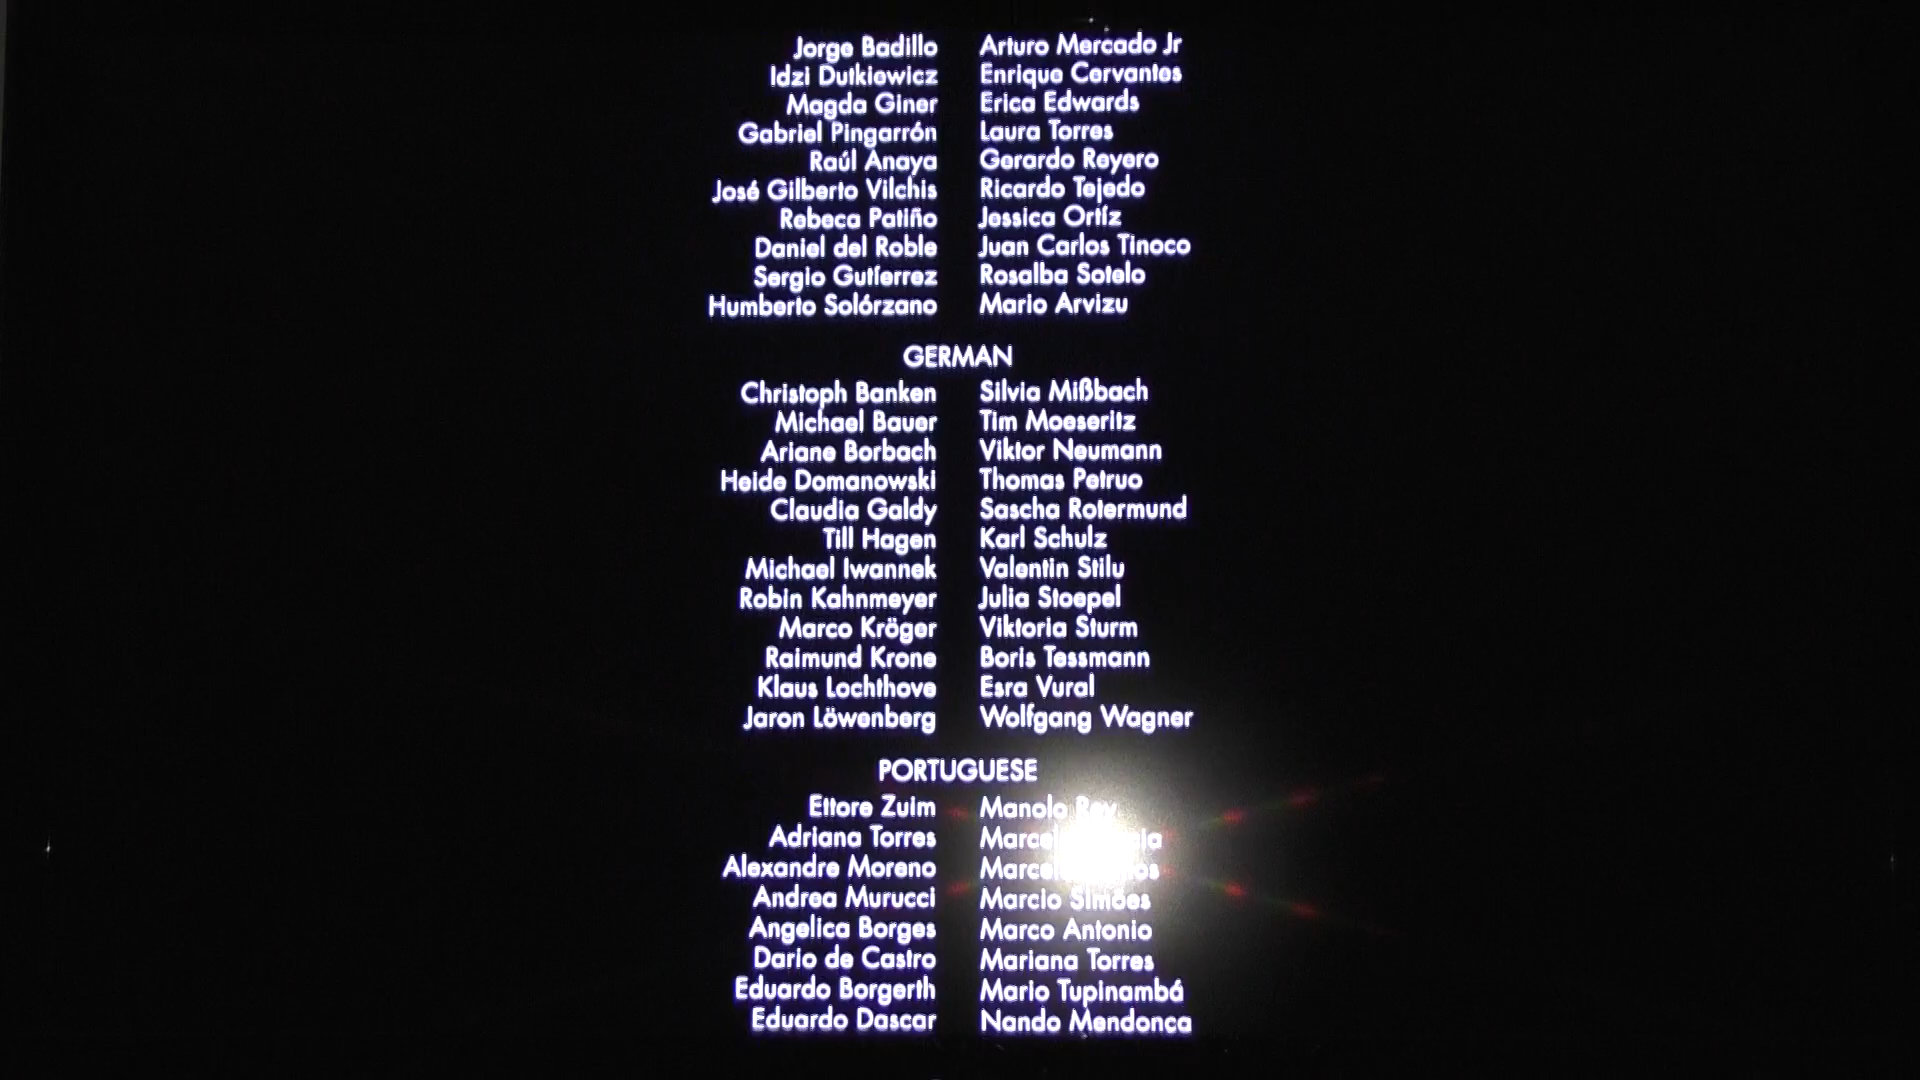 Jorge Badillo Arturo Mercado Jr
Idzi Dutkiewicz Enrique Cervantes
Magda Giner Erica Edwards
Gabriel Pingarrón Laura Torres
Raúl Anaya Gerardo Reyero
José Gilberto Vilchis Ricardo Tejedo
Rebeca Patiño Jessica Ortíz
Daniel del Roble Juan Carlos Tinoco
Sergio Gutíerrez Rosalba Sotelo
Humberto Solórzano Mario Arvizu
GERMAN
Christoph Banken Silvia Mißbach
Michael Bauer Tim Moeseritz
Ariane Borbach Viktor Neumann
Heide Domanowski Thomas Petruo
Claudia Galdy Sascha Rotermund
Till Hagen Karl Schulz
Michael Iwannek Valentin Stilu
Robin Kahnmeyer Julia Stoepel
Marco Kröger Viktoria Sturm
Raimund Krone Boris Tessmann
Klaus Lochthove Esra Vural
Jaron Löwenberg Wolfgang Wagner
PORTUGUESE
Ettore Zuim Manolo Rey
Adriana Torres
Alexandre Moreno
Andrea Murucci Marcio Simões
Angelica Borges Marco Antonio
Dario de Castro Mariana Torres
Eduardo Borgerth Mario Tupinambá
Eduardo Dascar Nando Mendonca